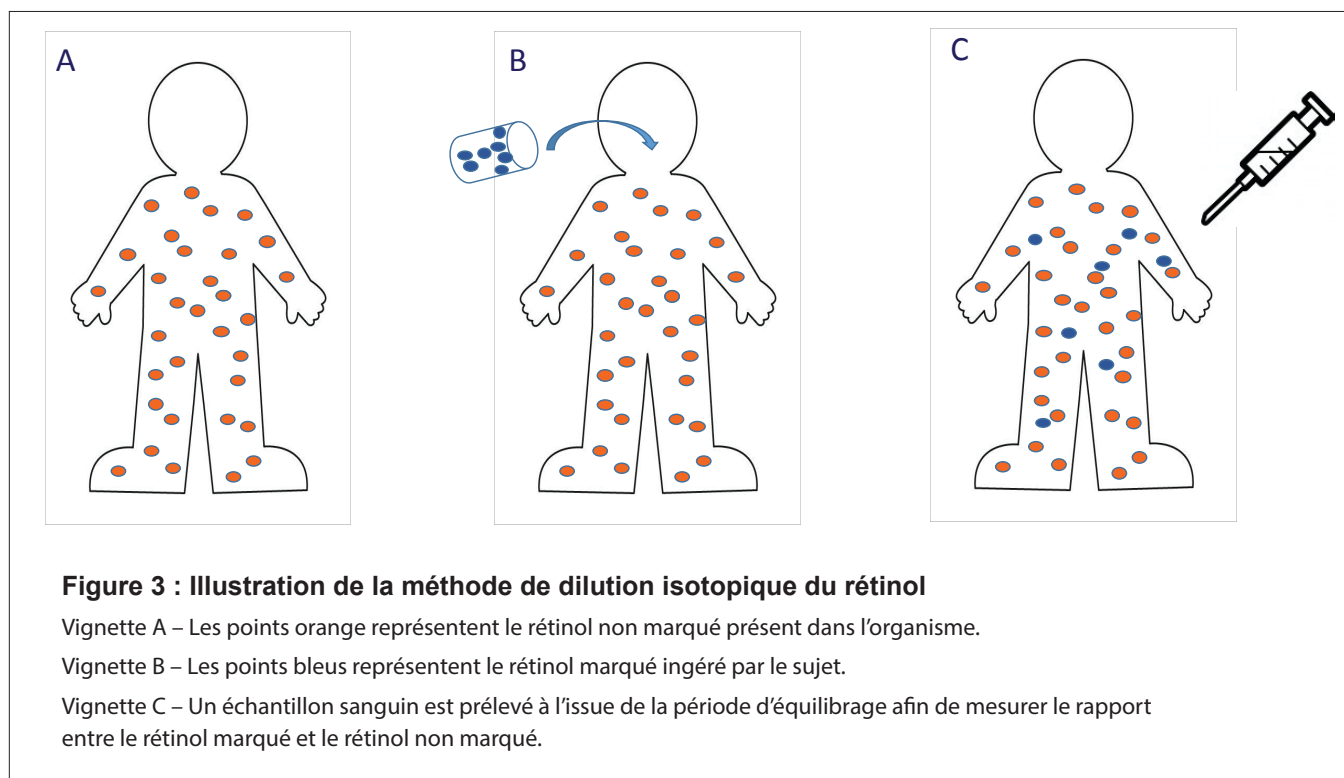 A
B
C
Figure 3 : Illustration de la méthode de dilution isotopique du rétinol
Vignette A – Les points orange représentent le rétinol non marqué présent dans l’organisme.
Vignette B – Les points bleus représentent le rétinol marqué ingéré par le sujet.
Vignette C – Un échantillon sanguin est prélevé à l’issue de la période d’équilibrage afin de mesurer le rapport
entre le rétinol marqué et le rétinol non marqué.